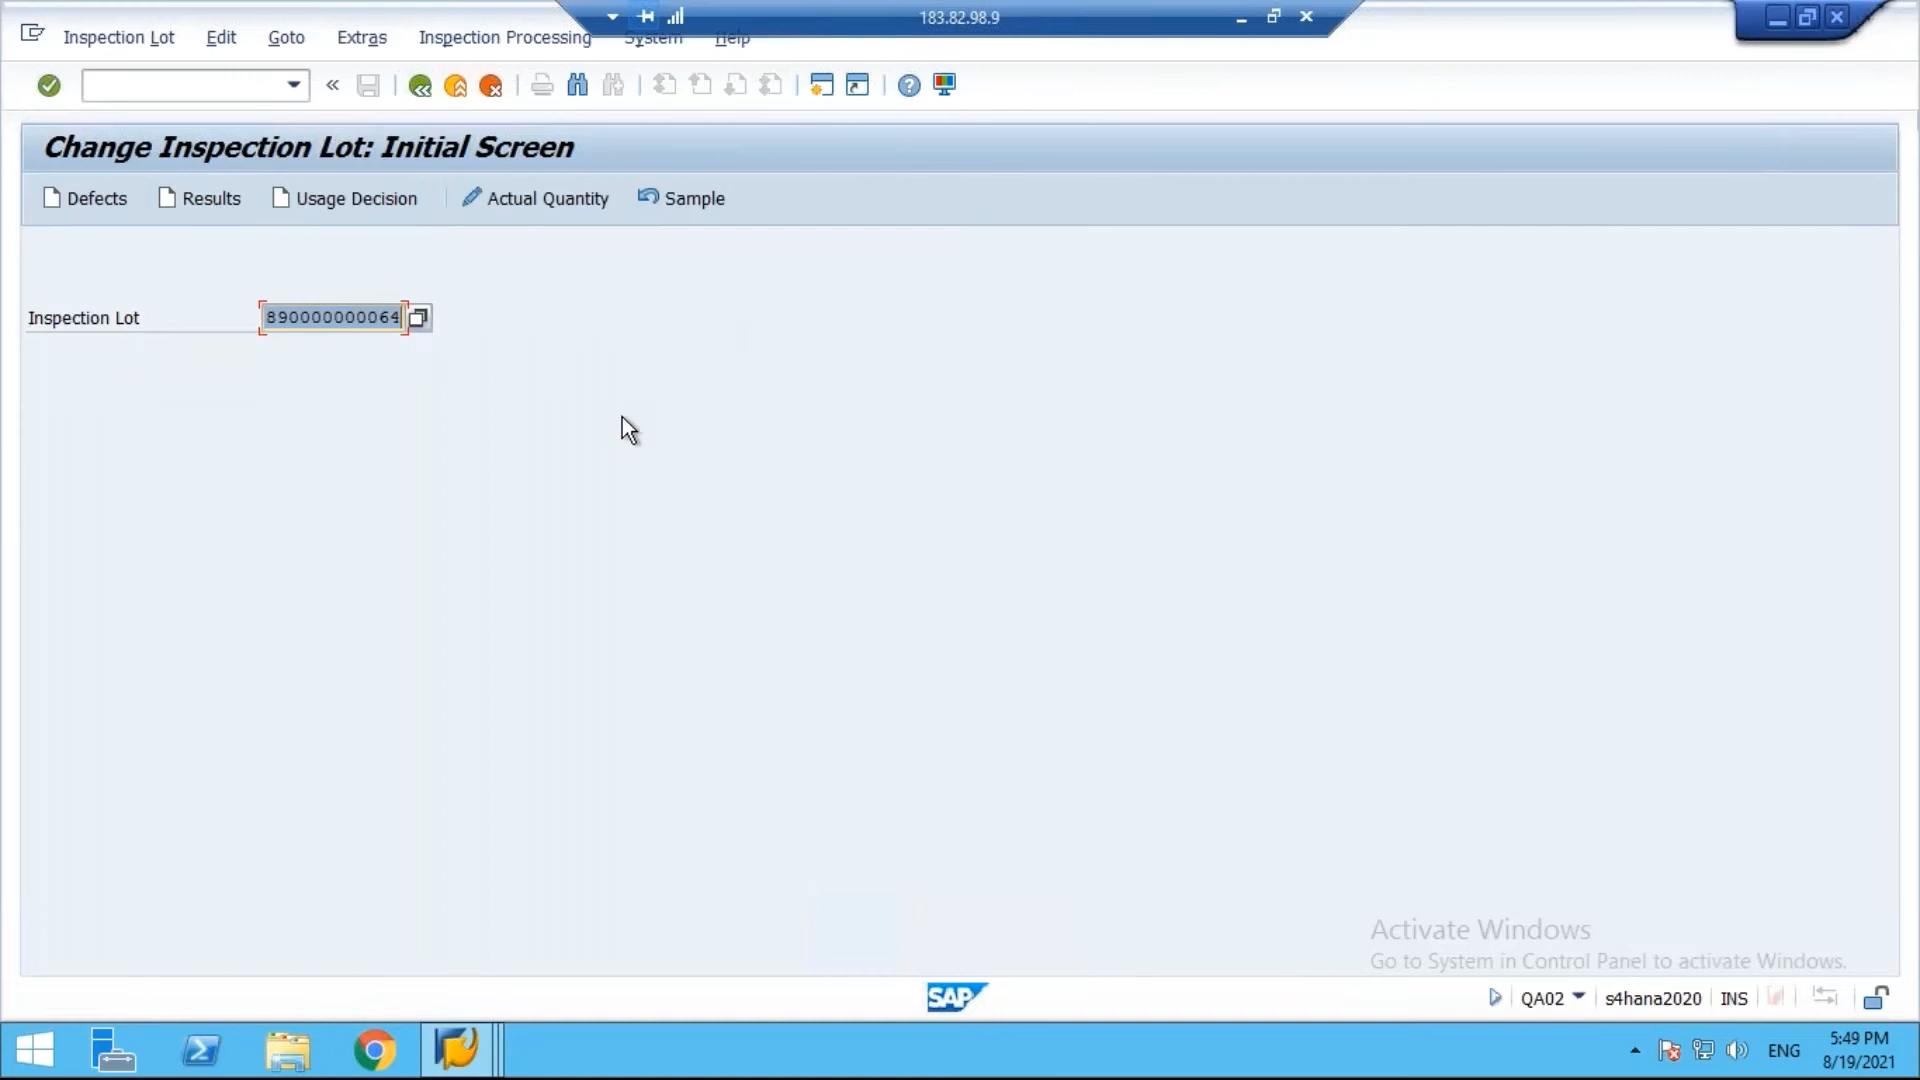 183.82.98.9
Inspection Lot Edit Goto Extras Inspection Processing System Help
Change Inspection Lot: Initial Screen
Defects Results Usage Decision Actual Quantity Sample
Inspection Lot 890000000064
Activate Windows
Go to System in Control Panel to activate Windows.
SAP QA02 s4hana2020 INS
ENG 5:49 PM
8/19/2021